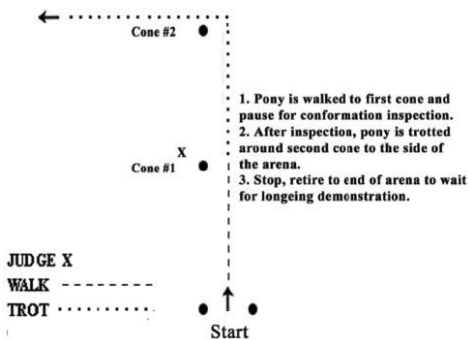 Cone #2
1. Pony is walked to first cone and
pause for conformation inspection.
2. After inspection, pony is trotted
around second cone to the side of
the arena.
3. Stop, retire to end of arena to wait
for longeing demonstration.
X
Cone #1
JUDGE X
WALK
TROT
Start